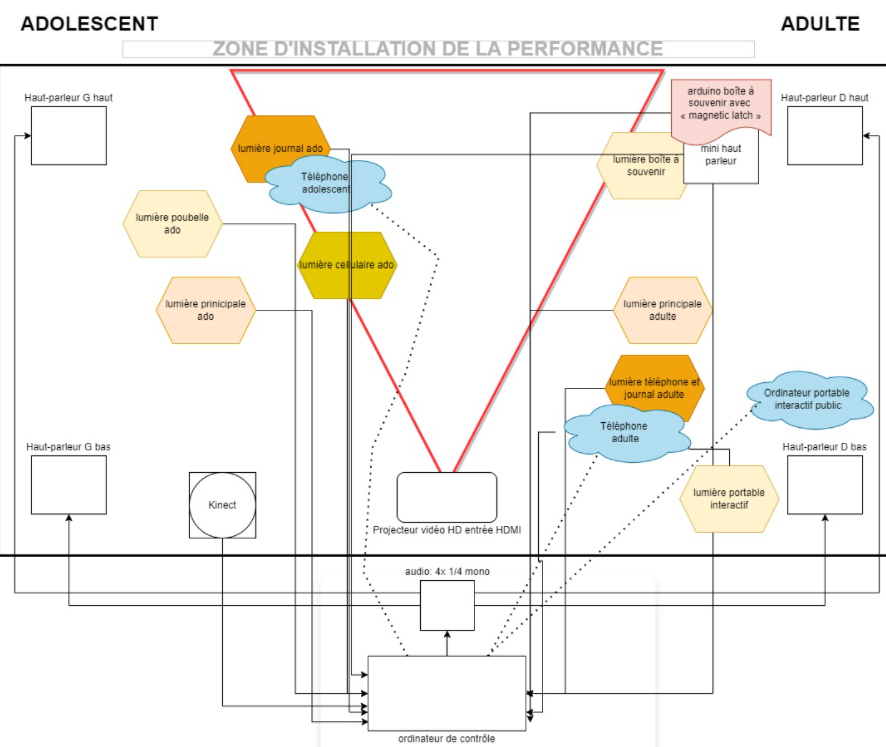 ADOLESCENT
ADULTE
ZONE D'INSTALLATION DE LA PERFORMANCE
Haut-parleur G haut
arduino boîte à
souvenir avec
« magnetic latch »
Haut-parleur D haut
lumière journal ado
mini haut
parleur
lumière boîte à
souvenir
Téléphone
adolescent
lumière poubelle
ado
lumière cellulaire ado
lumière prinicipale
ado
lumière principale
adulte
lumière téléphone et
journal adulte
Ordinateur portable
interactif public
Téléphone
adulte
Haut-parleur G bas
Haut-parleur D bas
Kinect
lumière portable
interactif
Projecteur vidéo HD entrée HDMI
audio: 4x 1/4 mono
ordinateur de contrôle